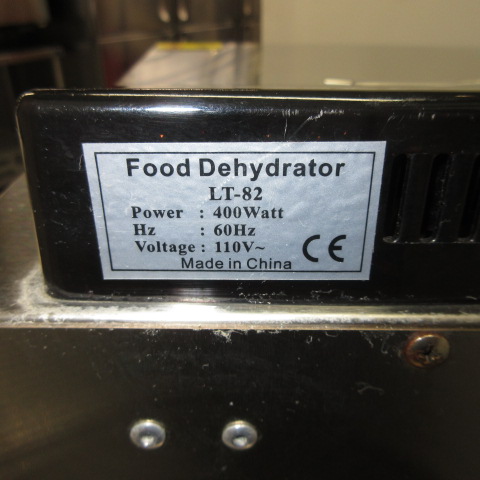 Food Dehydrator
LT-82
Power : 400Watt
Hz : 60Hz
Voltage : 110V~
Made in China
CE